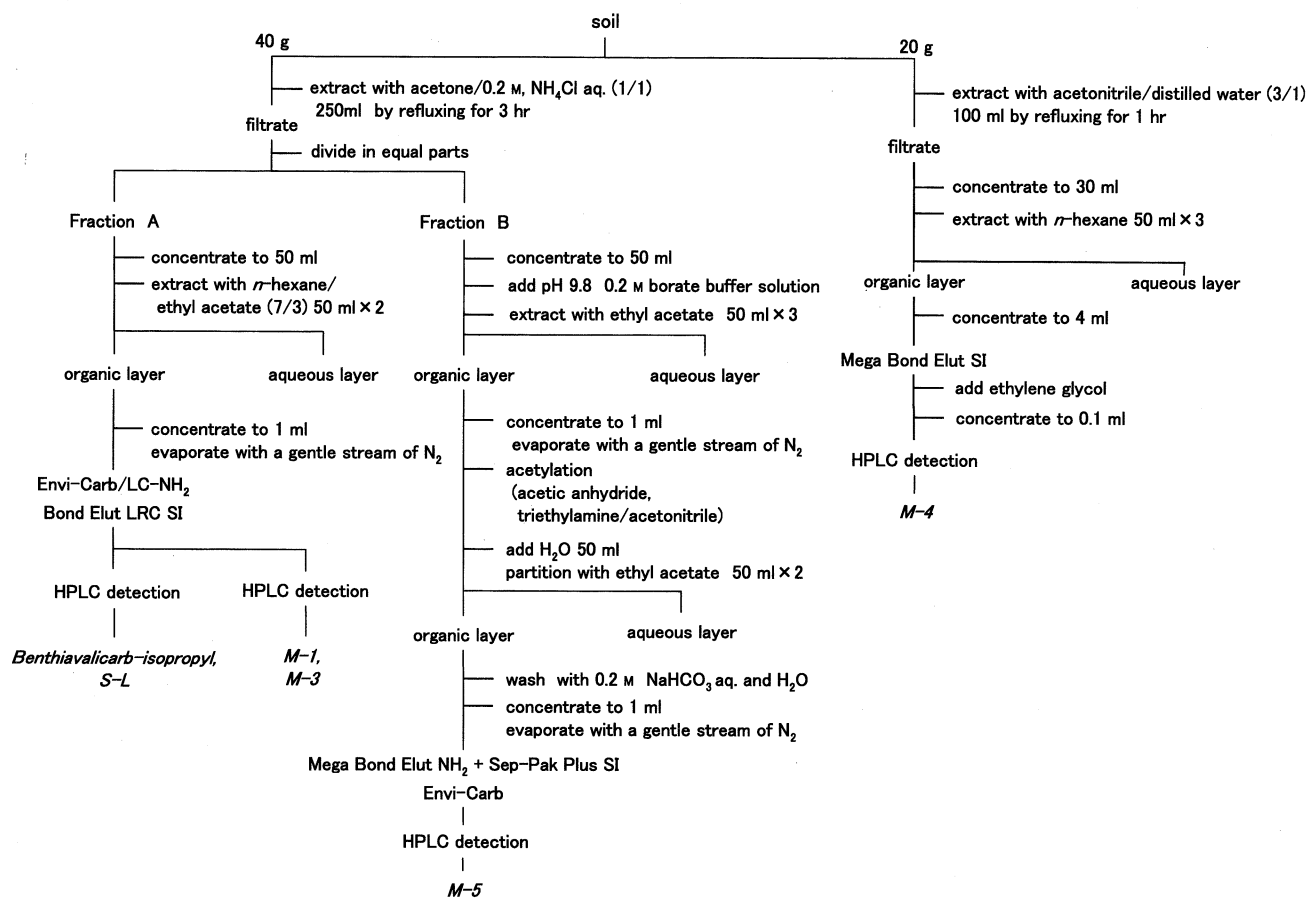 soil
40 g
extract with acetone/0.2 M, NH₄Cl aq. (1/1)
250ml by refluxing for 3 hr
filtrate
divide in equal parts
Fraction A
concentrate to 50 ml
extract with n-hexane/
ethyl acetate (7/3) 50 ml×2
organic layer
aqueous layer
concentrate to 1 ml
evaporate with a gentle stream of N₂
Envi-Carb/LC-NH₂
Bond Elut LRC SI
HPLC detection
HPLC detection
Benthiavalicarb-isopropyl,
S-L
M-1,
M-3
Fraction B
concentrate to 50 ml
add pH 9.8 0.2 M borate buffer solution
extract with ethyl acetate 50 ml×3
organic layer
aqueous layer
concentrate to 1 ml
evaporate with a gentle stream of N₂
acetylation
(acetic anhydride,
triethylamine/acetonitrile)
add H₂O 50 ml
partition with ethyl acetate 50 ml×2
organic layer
aqueous layer
wash with 0.2 M NaHCO₃ aq. and H₂O
concentrate to 1 ml
evaporate with a gentle stream of N₂
Mega Bond Elut NH₂ + Sep-Pak Plus SI
Envi-Carb
HPLC detection
M-5
20 g
extract with acetonitrile/distilled water (3/1)
100 ml by refluxing for 1 hr
filtrate
concentrate to 30 ml
extract with n-hexane 50 ml×3
organic layer
aqueous layer
concentrate to 4 ml
Mega Bond Elut SI
add ethylene glycol
concentrate to 0.1 ml
HPLC detection
M-4